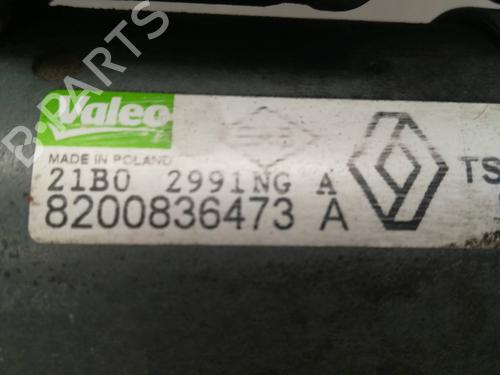 Valeo
MADE IN POLAND
21B0 2991NG A
8200836473 A
TS
B-PARTS